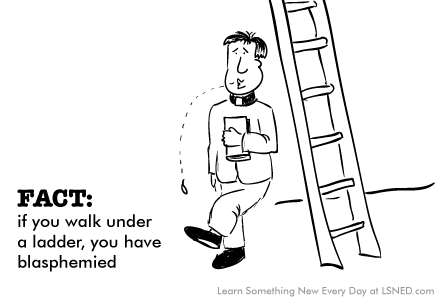 FACT:
if you walk under
a ladder, you have
blasphemied
Learn Something New Every Day at LSNED.com